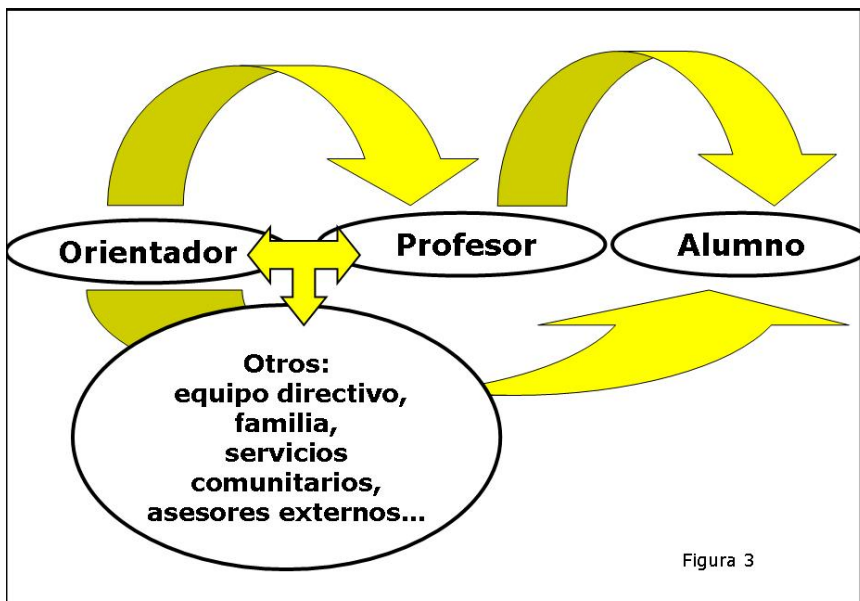 Orientador
Profesor
Alumno
Otros:
equipo directivo,
familia,
servicios
comunitarios,
asesores externos...
Figura 3